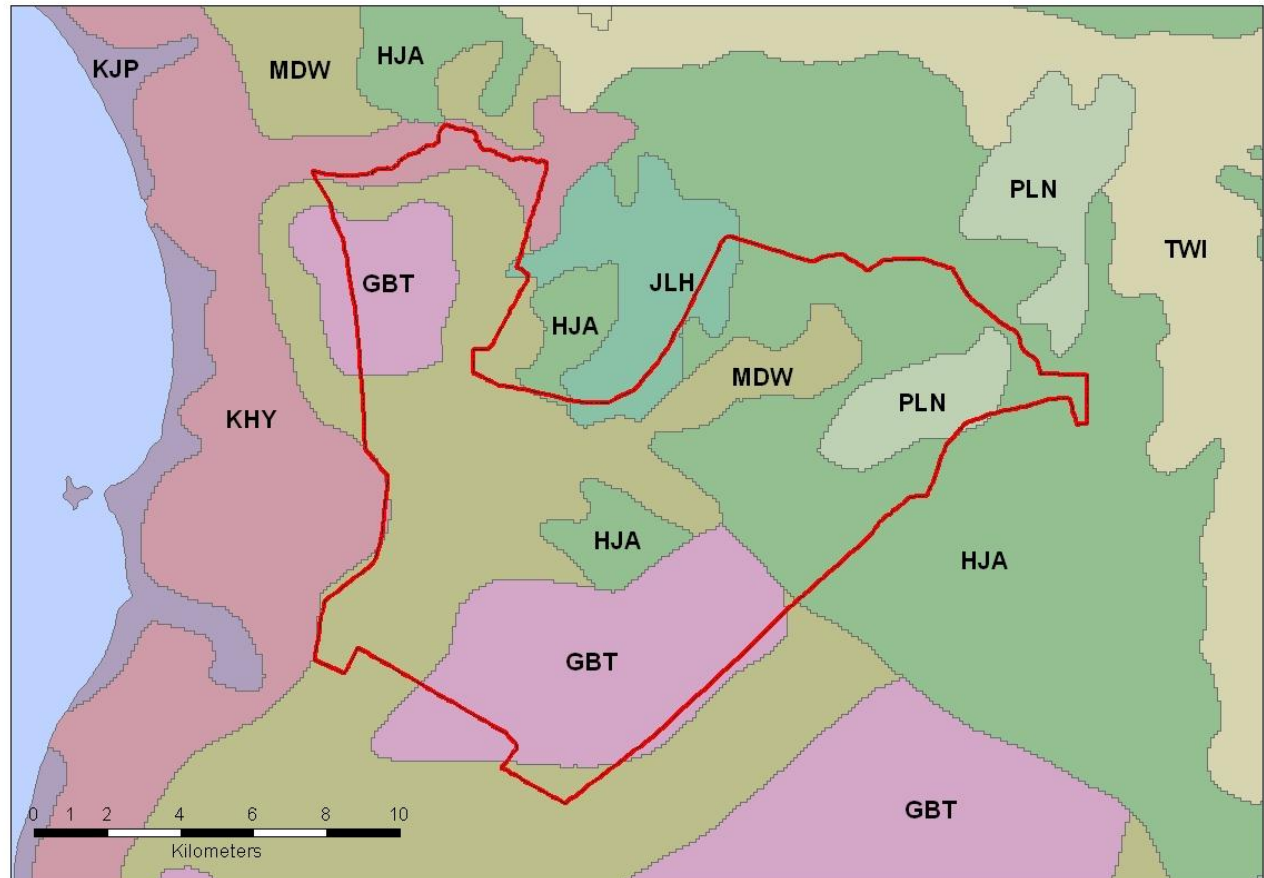 HJA
KJP
MDW
PLN
TWI
GBT
JLH
HJA
MDW
PLN
KHY
HJA
HJA
GBT
GBT
0 1 2 4 6 8 10
Kilometers